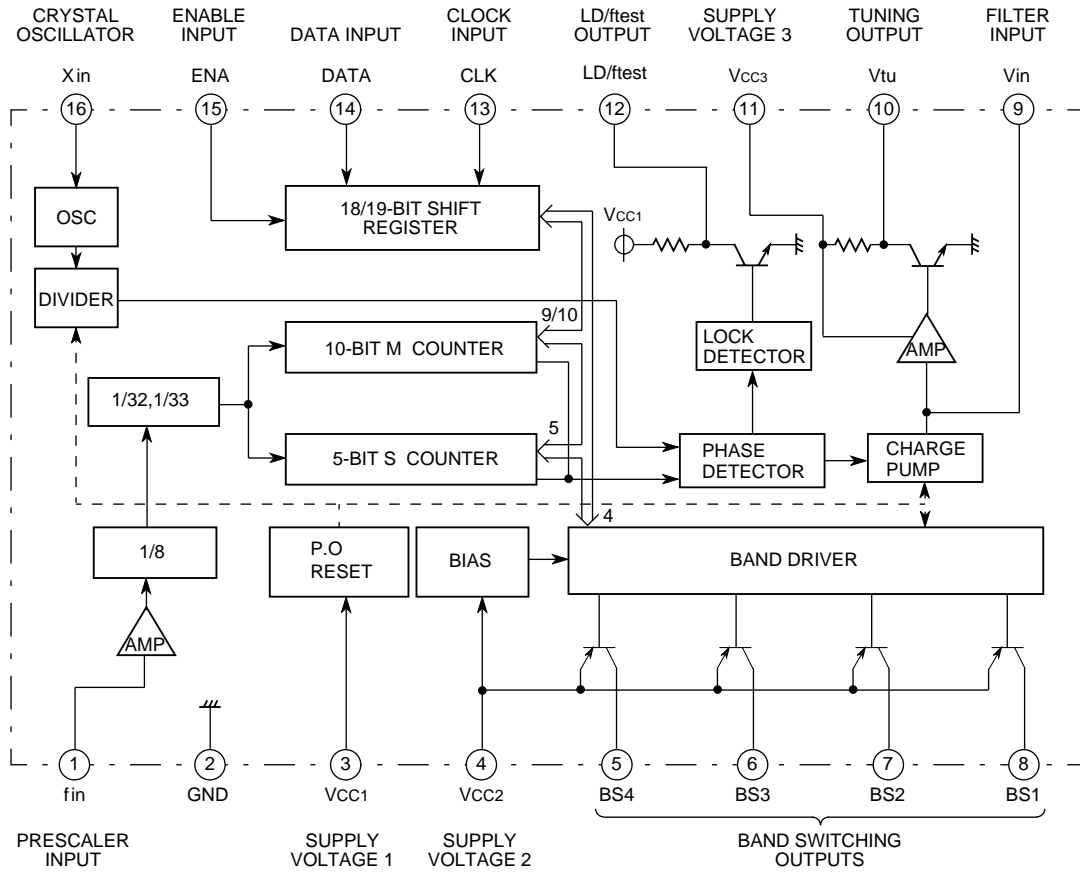 CRYSTAL OSCILLATOR
ENABLE INPUT
DATA INPUT
CLOCK INPUT
LD/ftest OUTPUT
SUPPLY VOLTAGE 3
TUNING OUTPUT
FILTER INPUT
Xin
ENA
DATA
CLK
LD/ftest
VCC3
Vtu
Vin
16
15
14
13
12
11
10
9
OSC
18/19-BIT SHIFT REGISTER
VCC1
DIVIDER
9/10
10-BIT M COUNTER
LOCK DETECTOR
AMP
1/32,1/33
5
5-BIT S COUNTER
PHASE DETECTOR
CHARGE PUMP
4
1/8
P.O RESET
BIAS
BAND DRIVER
AMP
1
2
3
4
5
6
7
8
fin
GND
VCC1
VCC2
BS4
BS3
BS2
BS1
PRESCALER INPUT
SUPPLY VOLTAGE 1
SUPPLY VOLTAGE 2
BAND SWITCHING OUTPUTS